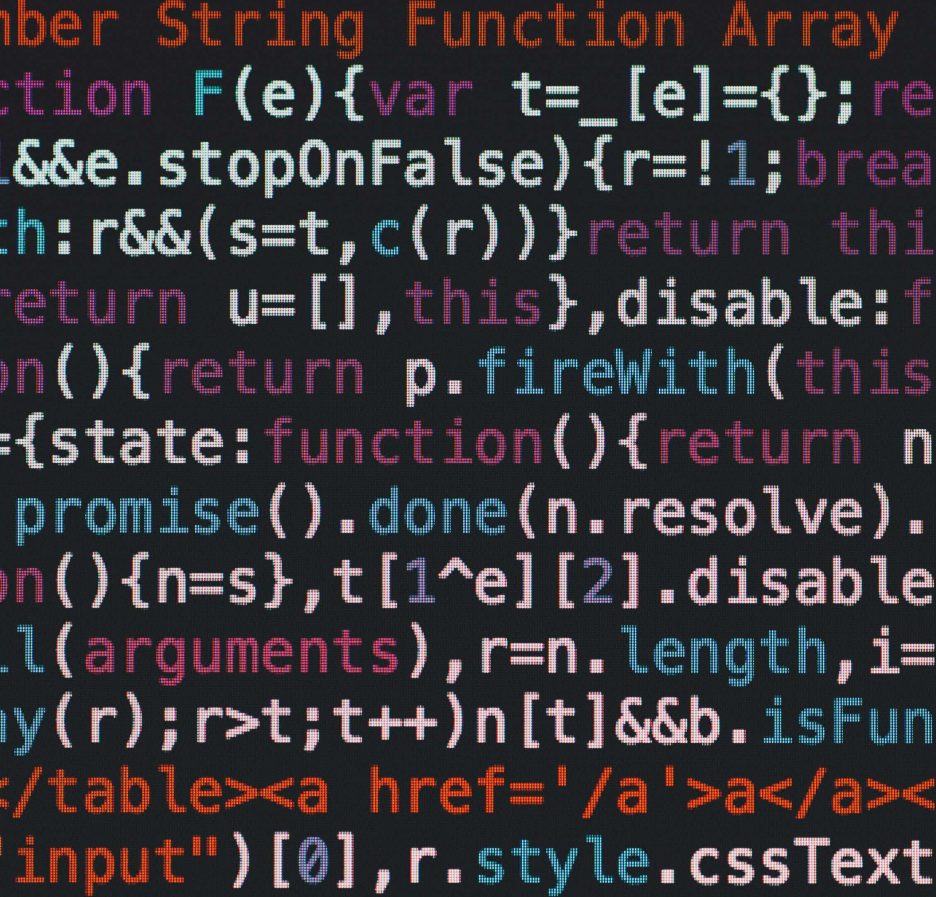 mber String Function Array
ction F(e){var t=_[e]={};re
&&e.stopOnFalse){r=!1;brea
th:r&&(s=t,c(r))}return thi
return u=[],this},disable:f
on(){return p.fireWith(this
={state:function(){return n
promise().done(n.resolve).
on(){n=s},t[1^e][2].disable
ll(arguments),r=n.length,i=
ay(r);r>t;t++)n[t]&&b.isFun
</table><a href='/a'>a</a><
"input")[0],r.style.cssText